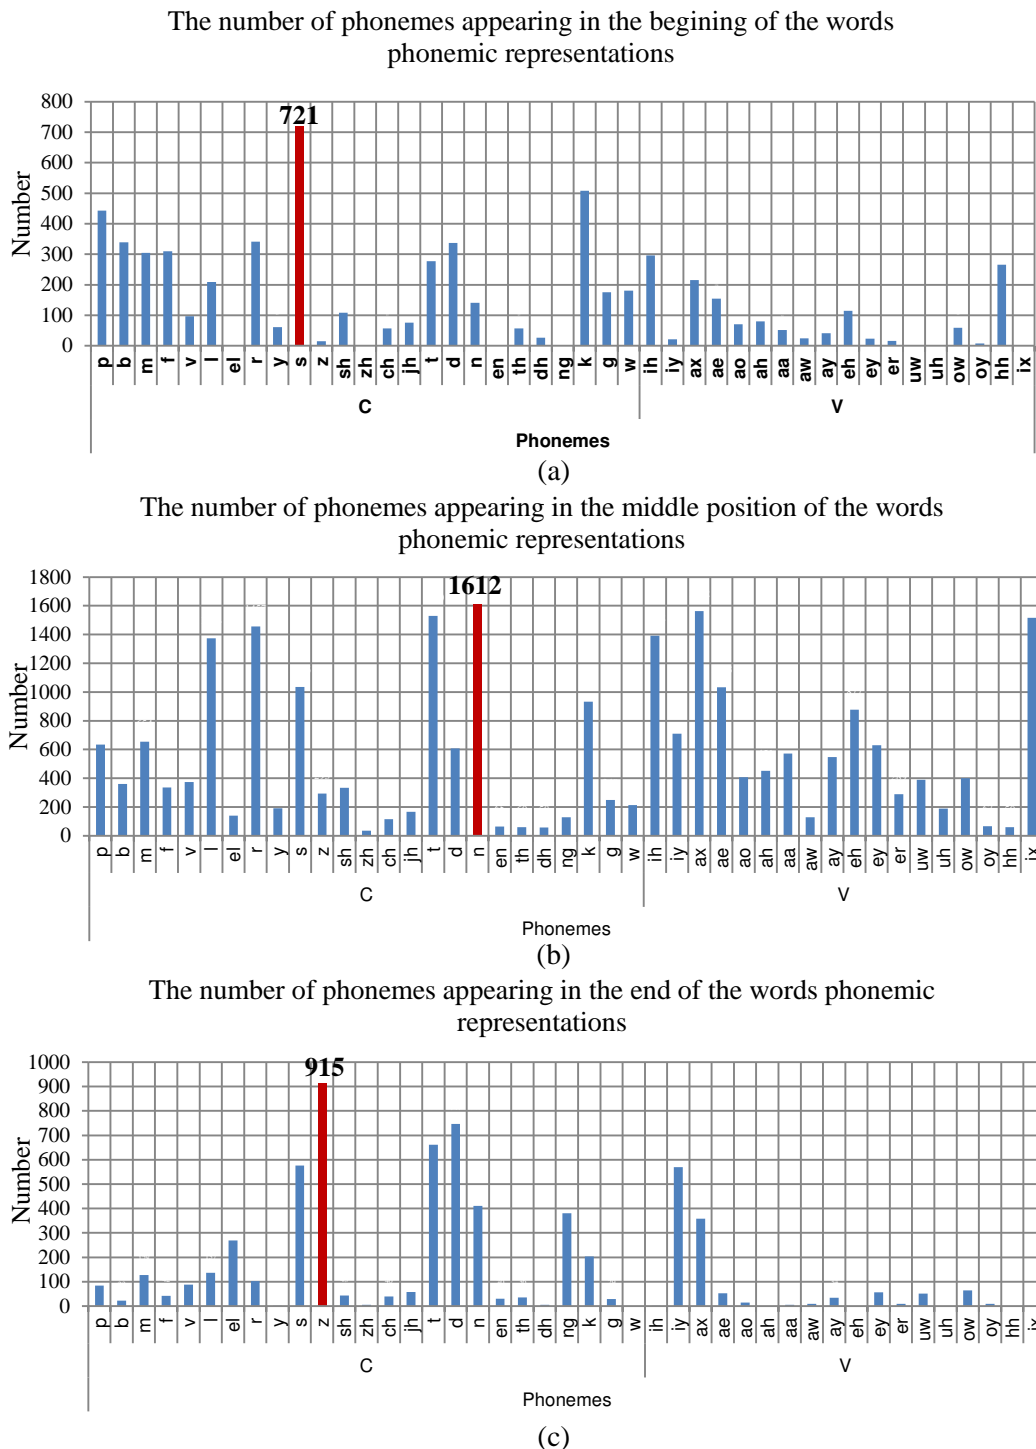 The number of phonemes appearing in the begining of the words
phonemic representations
721
800
700
600
500
400
300
200
100
0
Number
p b m f v l el r y s z sh zh ch jh t d n en th dh ng k g w ih iy ax ae ao ah aa aw ay eh ey er uw uh ow oy hh ix
C V
Phonemes
(a)
The number of phonemes appearing in the middle position of the words
phonemic representations
1612
1800
1600
1400
1200
1000
800
600
400
200
0
Number
p b m f v l el r y s z sh zh ch jh t d n en th dh ng k g w ih iy ax ae ao ah aa aw ay eh ey er uw uh ow oy hh ix
C V
Phonemes
(b)
The number of phonemes appearing in the end of the words phonemic
representations
915
1000
900
800
700
600
500
400
300
200
100
0
Number
p b m f v l el r y s z sh zh ch jh t d n en th dh ng k g w ih iy ax ae ao ah aa aw ay eh ey er uw uh ow oy hh ix
C V
Phonemes
(c)